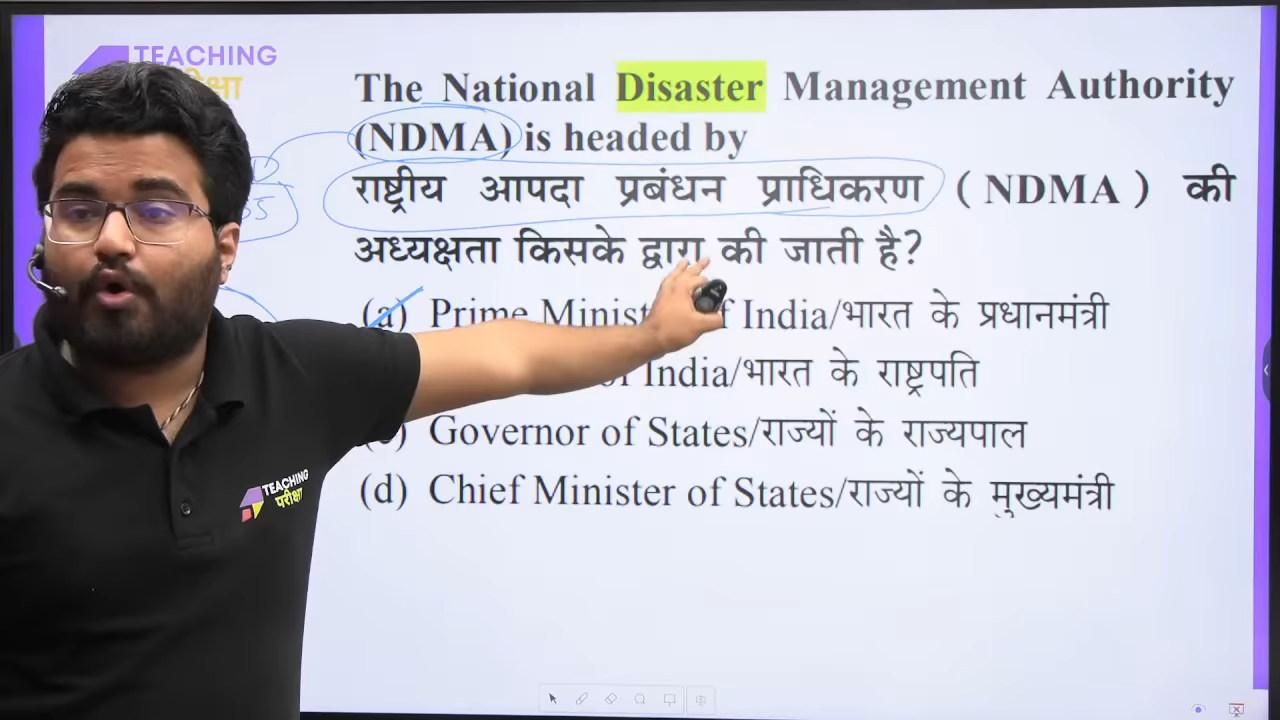 TEACHING
The National Disaster Management Authority
(NDMA) is headed by
राष्ट्रीय आपदा प्रबंधन प्राधिकरण (NDMA) की
अध्यक्षता किसके द्वारा की जाती है?
(a) Prime India/भारत के प्रधानमंत्री
India/भारत के राष्ट्रपति
Governor of States/राज्यों के राज्यपाल
(d) Chief Minister of States/राज्यों के मुख्यमंत्री
TEACHING
परीक्षा